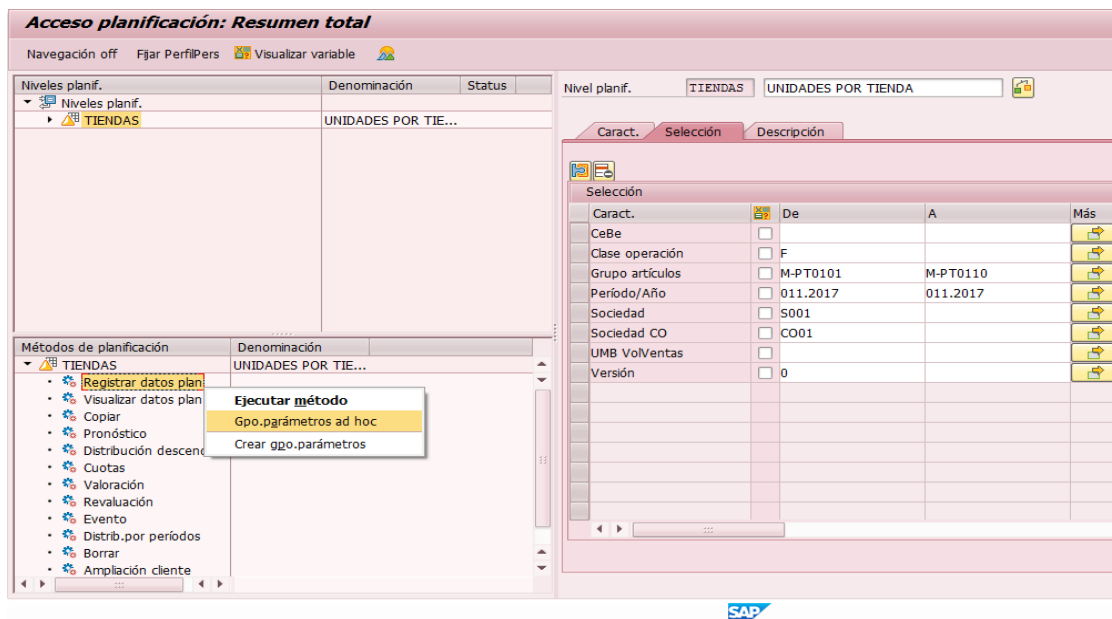 Acceso planificación: Resumen total
Navegación off Fijar PerfilPers Visualizar variable
Niveles planif. Denominación Status
Niveles planif.
TIENDAS UNIDADES POR TIE...
Nivel planif. TIENDAS UNIDADES POR TIENDA
Caract. Selección Descripción
Selección
Caract. De A Más
CeBe
Clase operación F
Grupo artículos M-PT0101 M-PT0110
Período/Año 011.2017 011.2017
Sociedad S001
Sociedad CO CO01
UMB VolVentas
Versión 0
Métodos de planificación Denominación
TIENDAS UNIDADES POR TIE...
Registrar datos plan
Visualizar datos plan
Copiar
Pronóstico
Distribución descend
Cuotas
Valoración
Revaluación
Evento
Distrib.por períodos
Borrar
Ampliación cliente
Ejecutar método
Gpo.parámetros ad hoc
Crear gpo.parámetros
SAP